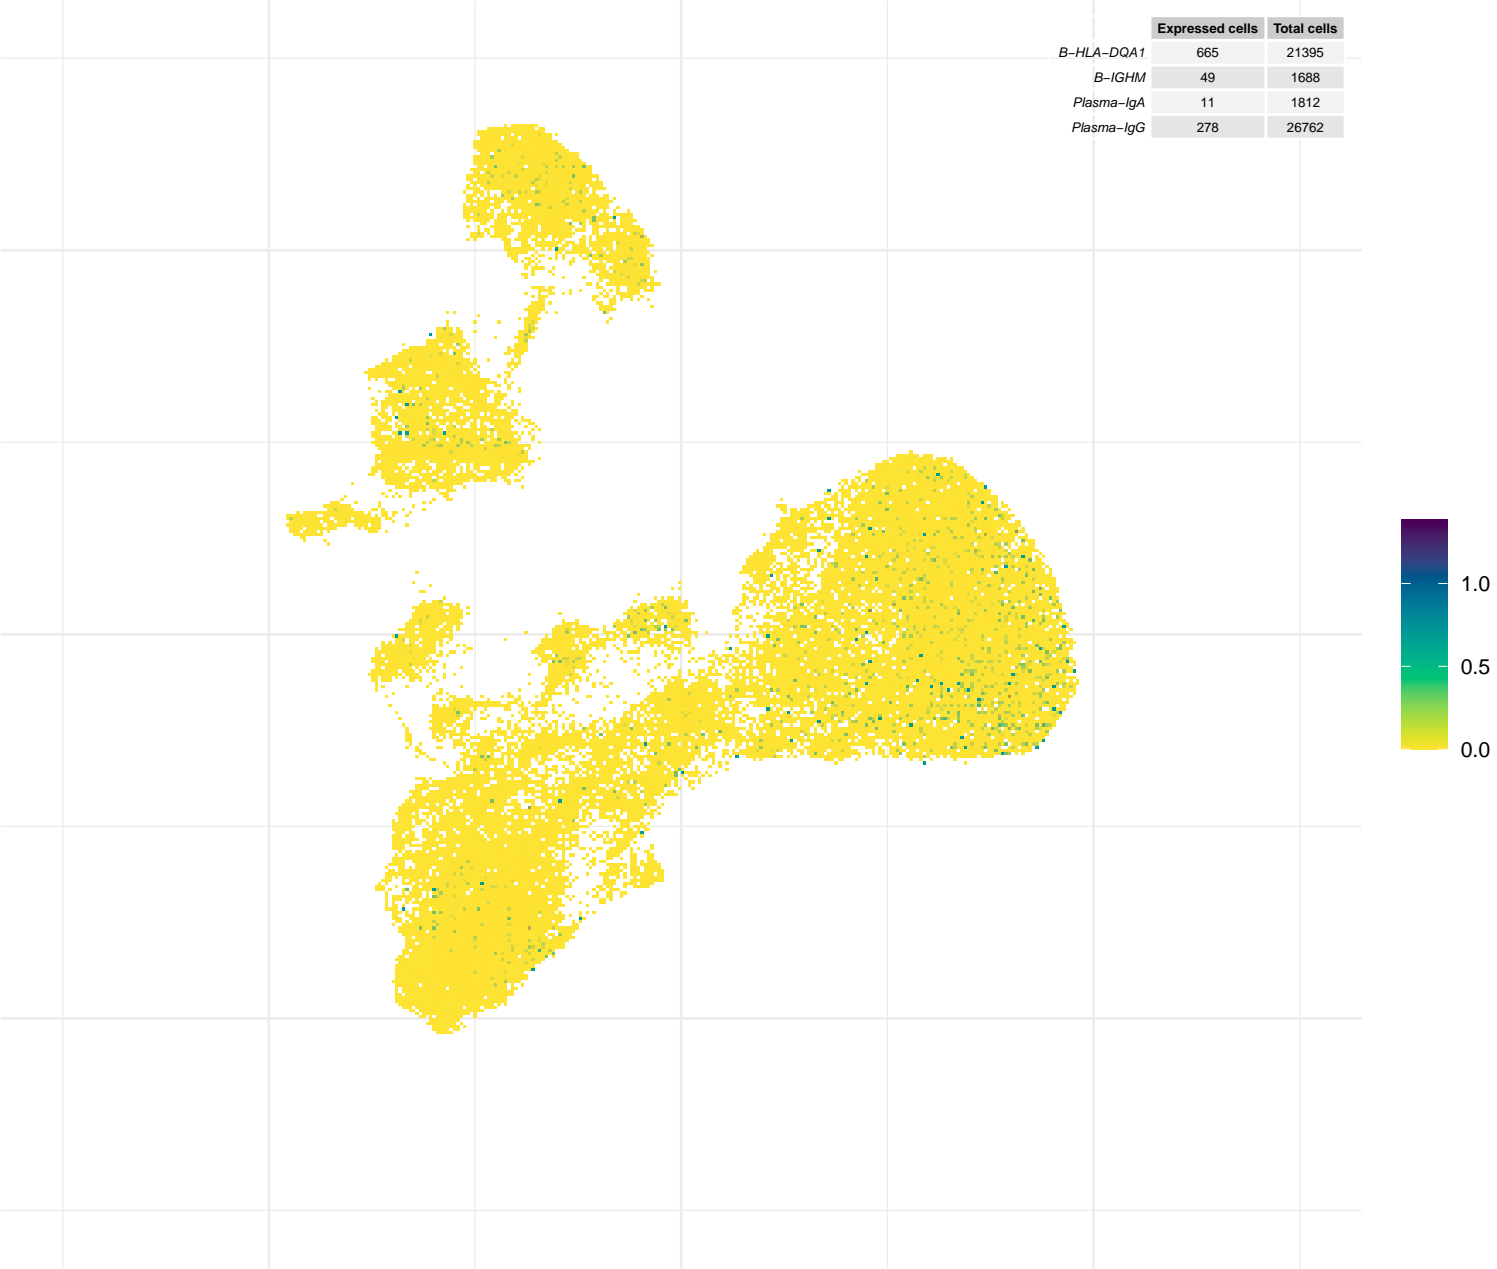 Expressed cells Total cells
B−HLA−DQA1 665 21395
B−IGHM 49 1688
Plasma−IgA 11 1812
Plasma−IgG 278 26762
1.0
0.5
0.0